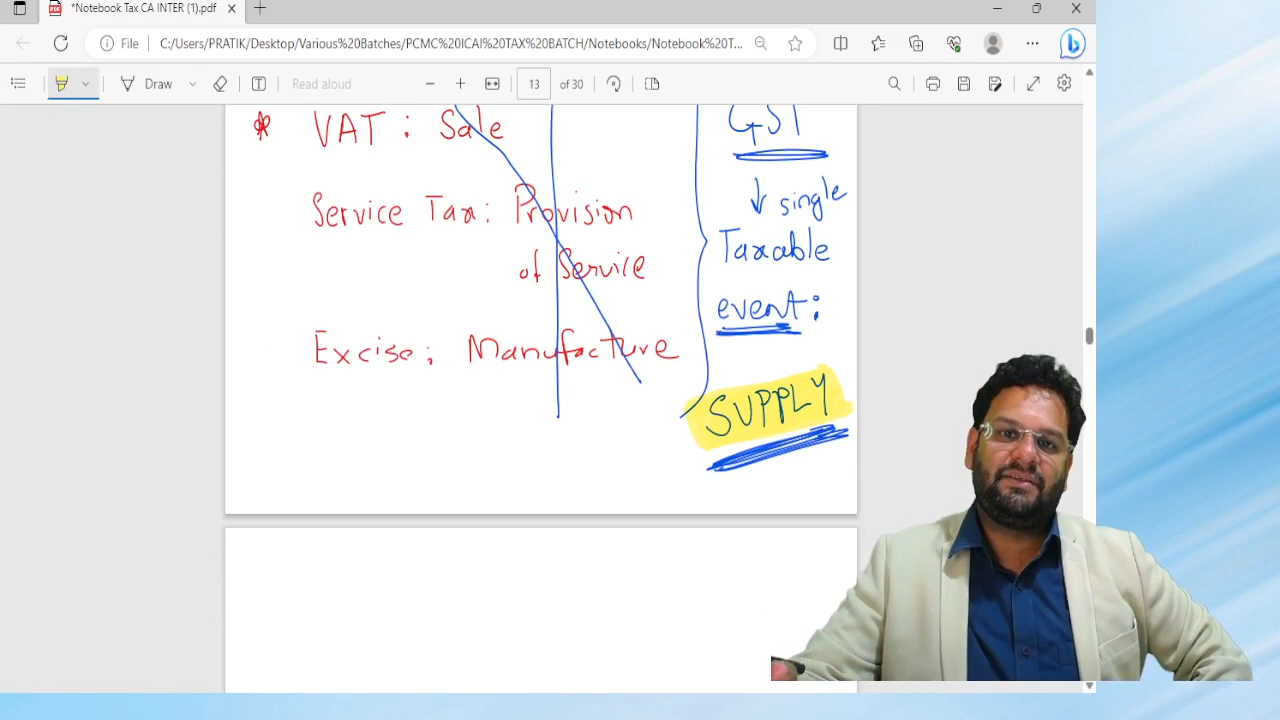 *Notebook Tax CA INTER (1).pdf
File
C:/Users/PRATIK/Desktop/Various%20Batches/PCMC%20ICAI%20TAX%20BATCH/Notebooks/Notebook%20T...
Draw
Read aloud
13 of 30
* VAT : Sale
Service Tax : Provision
of Service
Excise : Manufacture
GST
↓ single
Taxable
event :
SUPPLY